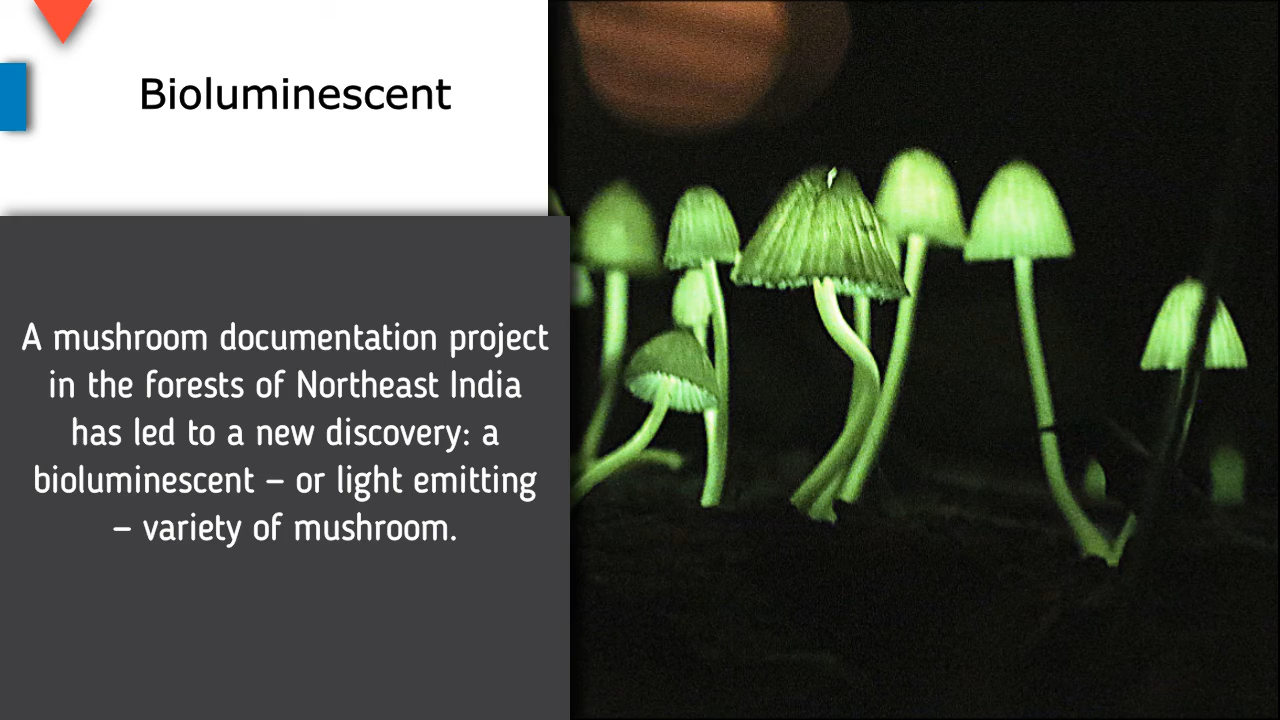 Bioluminescent
A mushroom documentation project
in the forests of Northeast India
has led to a new discovery: a
bioluminescent – or light emitting
– variety of mushroom.